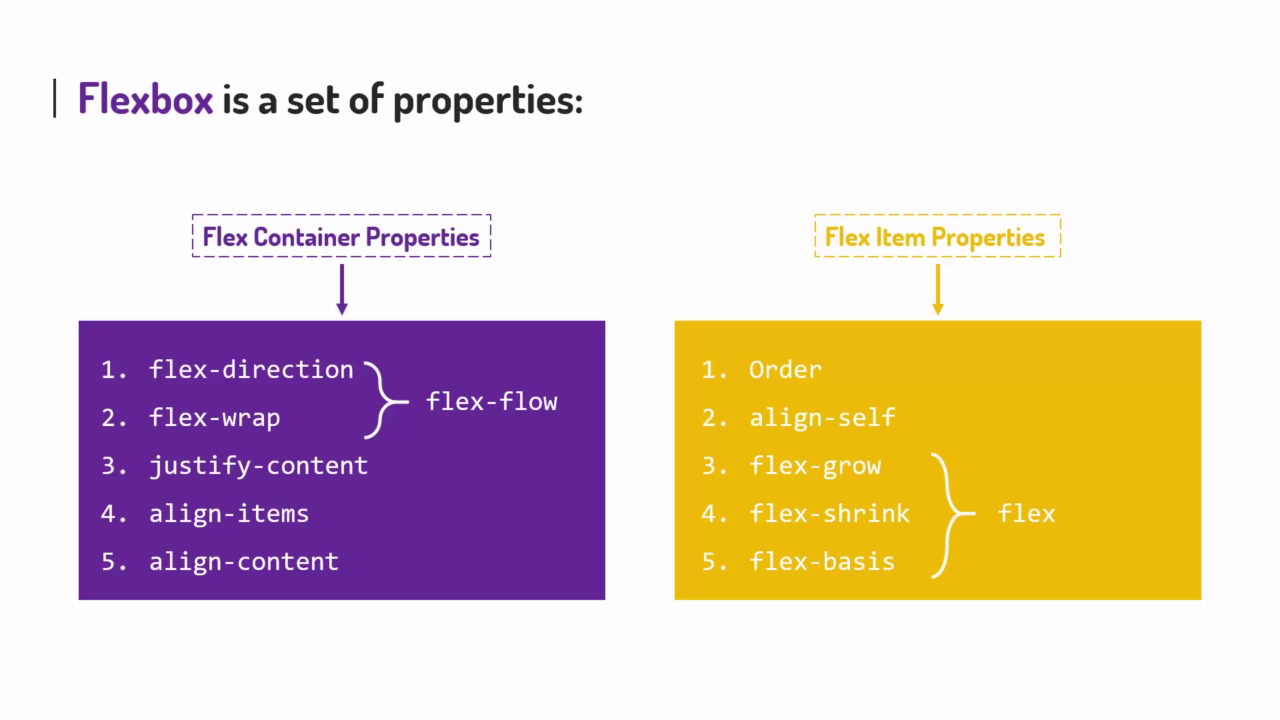 Flexbox is a set of properties:
Flex Container Properties
1. flex-direction
2. flex-wrap
flex-flow
3. justify-content
4. align-items
5. align-content
Flex Item Properties
1. Order
2. align-self
3. flex-grow
4. flex-shrink
5. flex-basis
flex